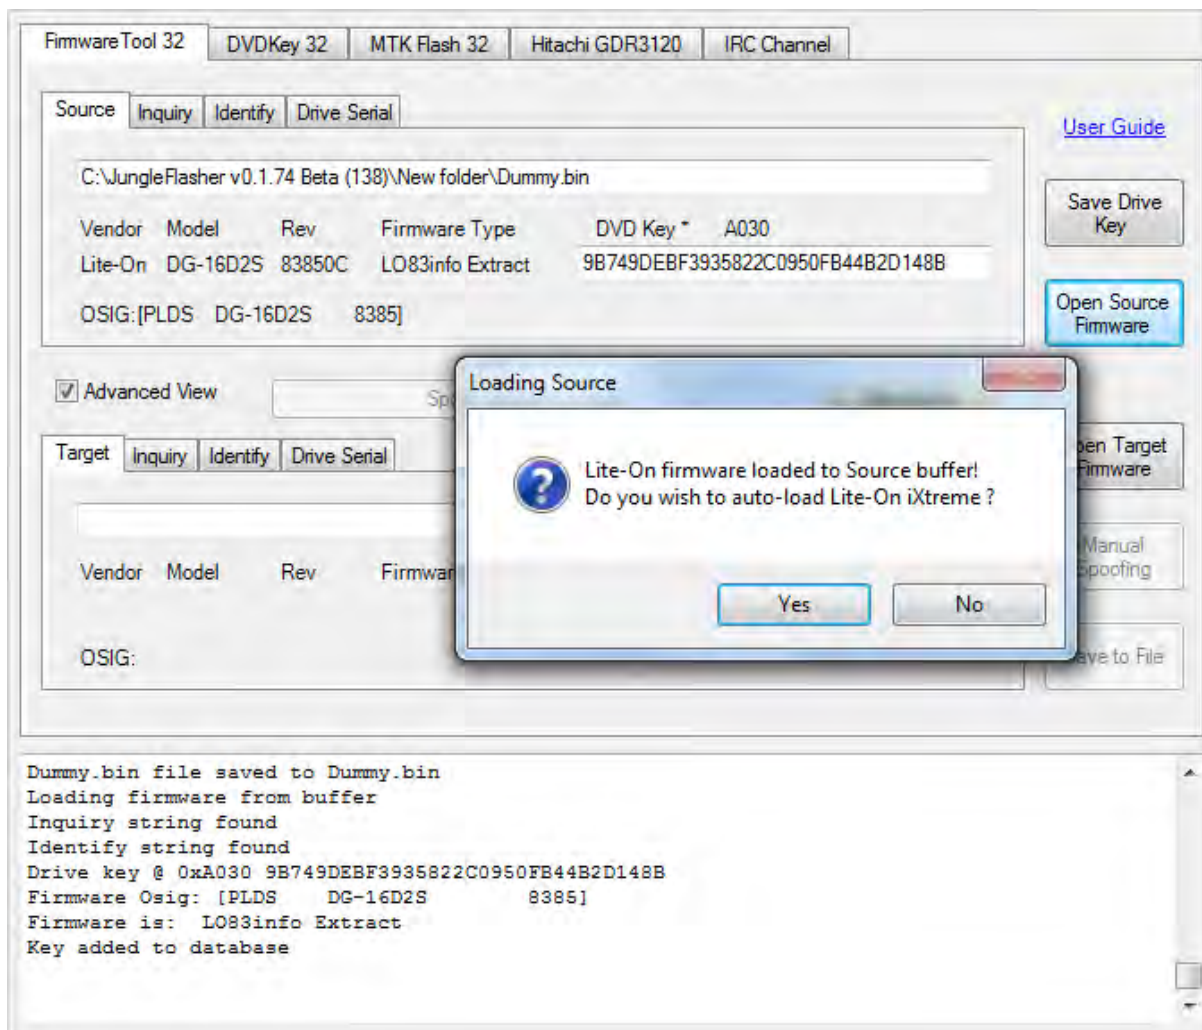 FirmwareTool 32 DVDKey 32 MTK Flash 32 Hitachi GDR3120 IRC Channel
Source Inquiry Identify Drive Serial
User Guide
C:\JungleFlasher v0.1.74 Beta (138)\New folder\Dummy.bin
Save Drive
Key
Vendor Model Rev Firmware Type DVD Key * A030
Lite-On DG-16D2S 83850C LO83info Extract 9B749DEBF3935822C0950FB44B2D148B
Open Source
Firmware
OSIG:[PLDS DG-16D2S 8385]
Loading Source
Advanced View
Target Inquiry Identify Drive Serial
Target
Firmware
Lite-On firmware loaded to Source buffer!
Do you wish to auto-load Lite-On iXtreme ?
Manual
Spoofing
Vendor Model Rev
Yes No
OSIG:
to File
Dummy.bin file saved to Dummy.bin
Loading firmware from buffer
Inquiry string found
Identify string found
Drive key @ 0xA030 9B749DEBF3935822C0950FB44B2D148B
Firmware Osig: [PLDS DG-16D2S 8385]
Firmware is: LO83info Extract
Key added to database